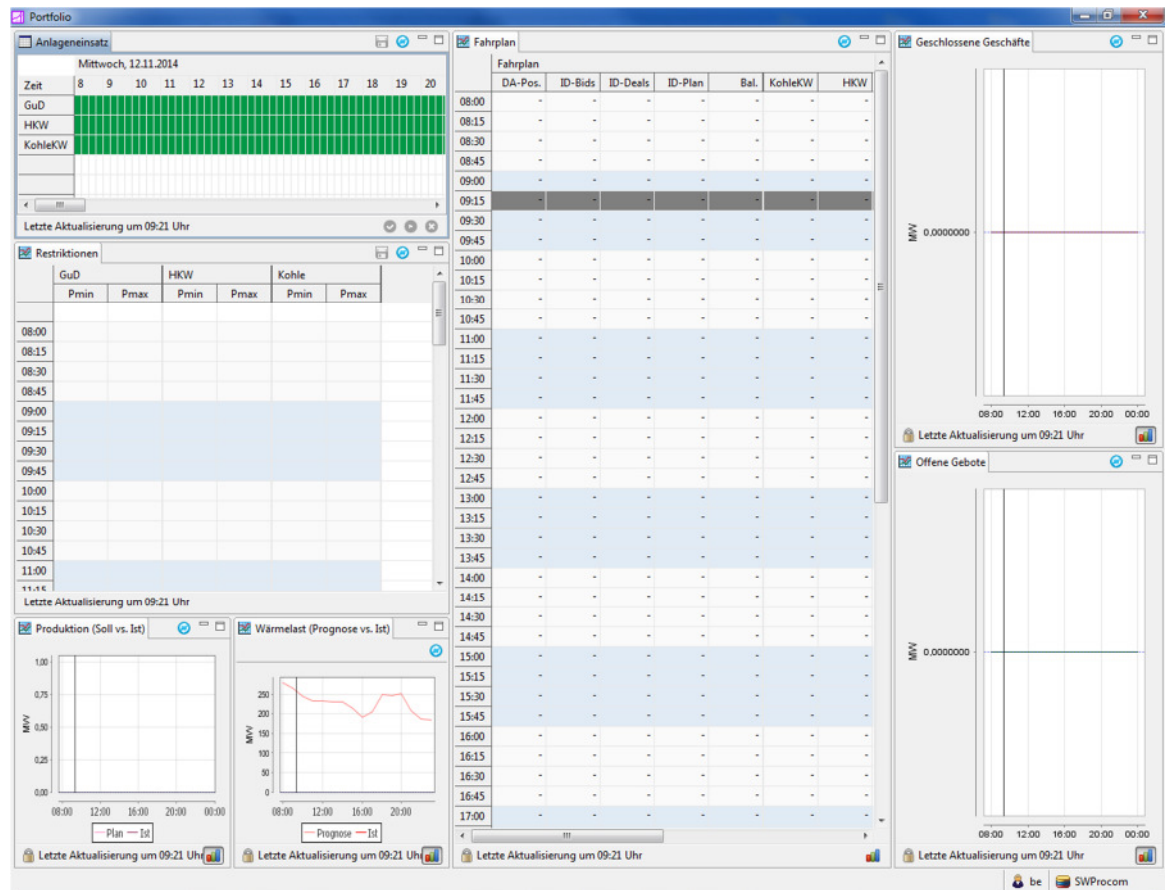 Portfolio
Anlageneinsatz
Mittwoch, 12.11.2014
Zeit 8 9 10 11 12 13 14 15 16 17 18 19 20
GuD
HKW
KohleKW
Letzte Aktualisierung um 09:21 Uhr
Restriktionen
GuD HKW Kohle
Pmin Pmax Pmin Pmax Pmin Pmax
08:00
08:15
08:30
08:45
09:00
09:15
09:30
09:45
10:00
10:15
10:30
10:45
11:00
11:15
Letzte Aktualisierung um 09:21 Uhr
Produktion (Soll vs. Ist)
1,00
0,75
0,50
0,25
0,00
MW
08:00 12:00 16:00 20:00 00:00
Plan Ist
Letzte Aktualisierung um 09:21 Uhr
Wärmelast (Prognose vs. Ist)
250
200
150
100
50
0
MW
08:00 12:00 16:00 20:00
Prognose Ist
Letzte Aktualisierung um 09:21 Uhr
Fahrplan
Fahrplan
DA-Pos. ID-Bids ID-Deals ID-Plan Bal. KohleKW HKW
08:00 - - - - - - -
08:15 - - - - - - -
08:30 - - - - - - -
08:45 - - - - - - -
09:00 - - - - - - -
09:15 - - - - - - -
09:30 - - - - - - -
09:45 - - - - - - -
10:00 - - - - - - -
10:15 - - - - - - -
10:30 - - - - - - -
10:45 - - - - - - -
11:00 - - - - - - -
11:15 - - - - - - -
11:30 - - - - - - -
11:45 - - - - - - -
12:00 - - - - - - -
12:15 - - - - - - -
12:30 - - - - - - -
12:45 - - - - - - -
13:00 - - - - - - -
13:15 - - - - - - -
13:30 - - - - - - -
13:45 - - - - - - -
14:00 - - - - - - -
14:15 - - - - - - -
14:30 - - - - - - -
14:45 - - - - - - -
15:00 - - - - - - -
15:15 - - - - - - -
15:30 - - - - - - -
15:45 - - - - - - -
16:00 - - - - - - -
16:15 - - - - - - -
16:30 - - - - - - -
16:45 - - - - - - -
17:00 - - - - - - -
Letzte Aktualisierung um 09:21 Uhr
Geschlossene Geschäfte
MW
0,0000000
08:00 12:00 16:00 20:00 00:00
Letzte Aktualisierung um 09:21 Uhr
Offene Gebote
MW
0,0000000
08:00 12:00 16:00 20:00 00:00
Letzte Aktualisierung um 09:21 Uhr
be SWProcom